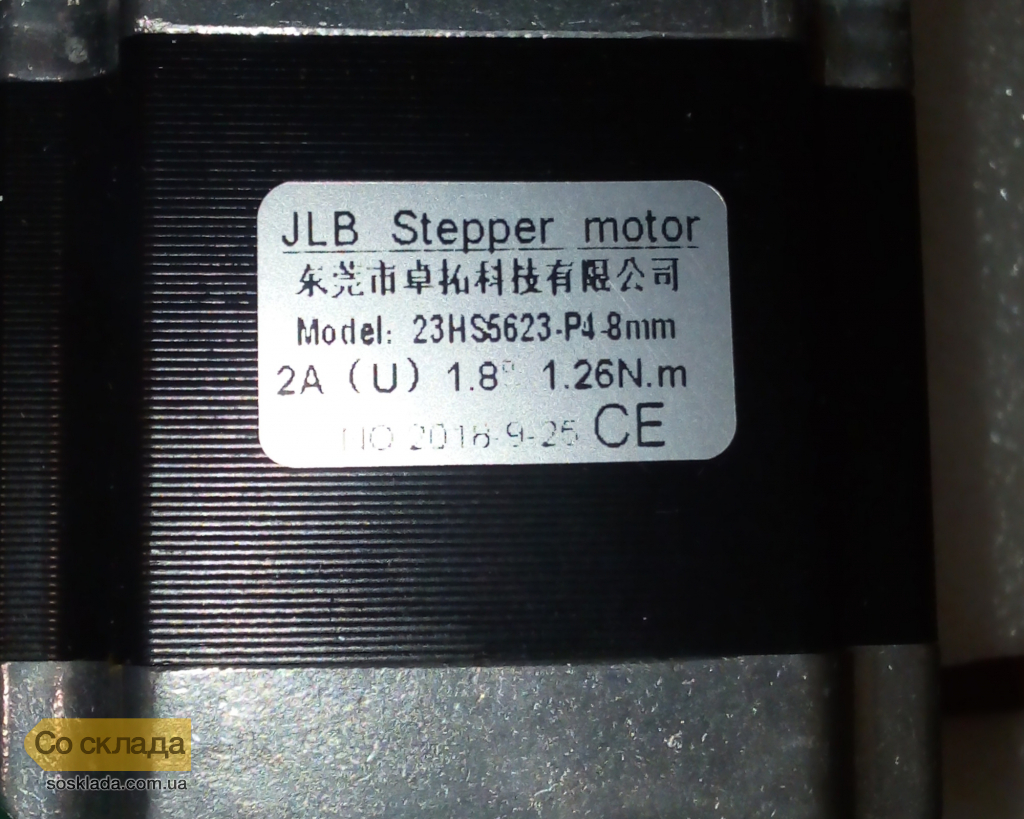 JLB Stepper motor
东莞市卓拓科技有限公司
Model: 23HS5623-P4-8mm
2A (U) 1.8° 1.26N.m
NO 2018-9-25 CE
Со склада
sosklada.com.ua